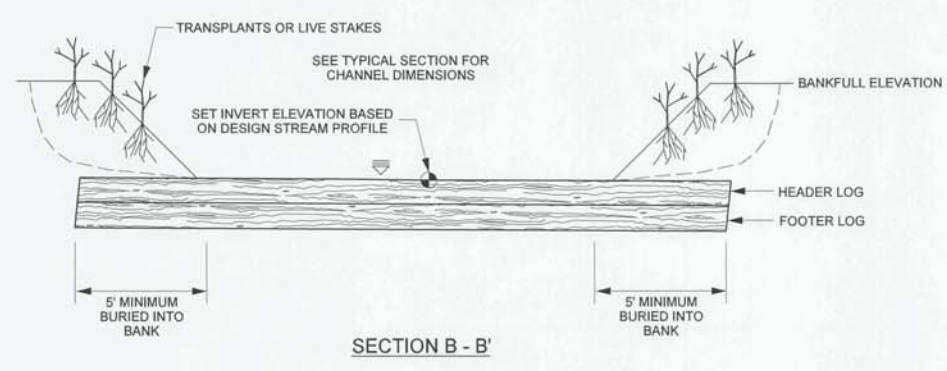 TRANSPLANTS OR LIVE STAKES
SEE TYPICAL SECTION FOR
CHANNEL DIMENSIONS
BANKFULL ELEVATION
SET INVERT ELEVATION BASED
ON DESIGN STREAM PROFILE
HEADER LOG
FOOTER LOG
5' MINIMUM
BURIED INTO
BANK
5' MINIMUM
BURIED INTO
BANK
SECTION B - B'